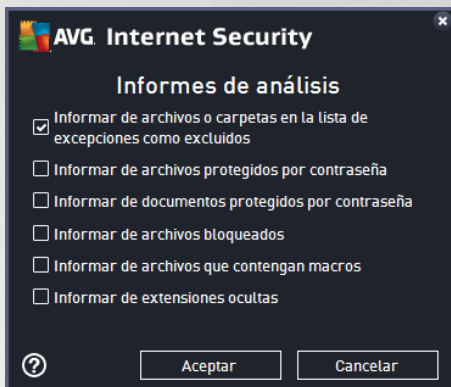 AVG Internet Security
Informes de análisis
Informar de archivos o carpetas en la lista de
excepciones como excluidos
Informar de archivos protegidos por contraseña
Informar de documentos protegidos por contraseña
Informar de archivos bloqueados
Informar de archivos que contengan macros
Informar de extensiones ocultas
Aceptar
Cancelar